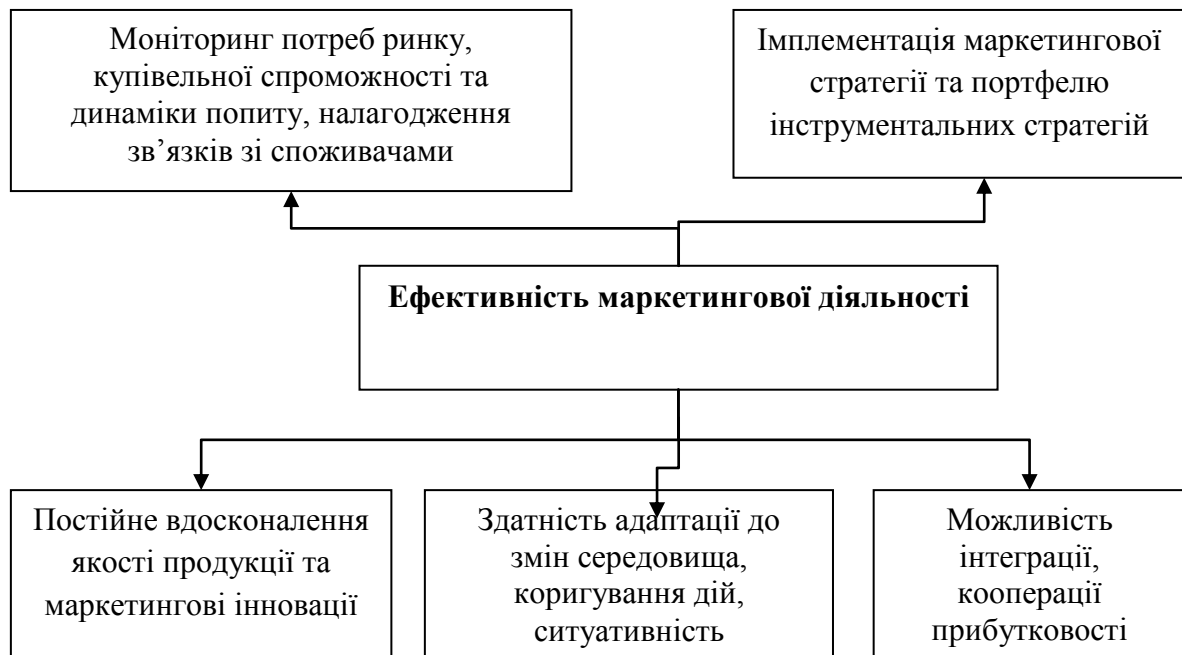 Моніторинг потреб ринку,
купівельної спроможності та
динаміки попиту, налагодження
зв’язків зі споживачами
Імплементація маркетингової
стратегії та портфелю
інструментальних стратегій
Ефективність маркетингової діяльності
Постійне вдосконалення
якості продукції та
маркетингові інновації
Здатність адаптації до
змін середовища,
коригування дій,
ситуативність
Можливість
інтеграції,
кооперації
прибутковості